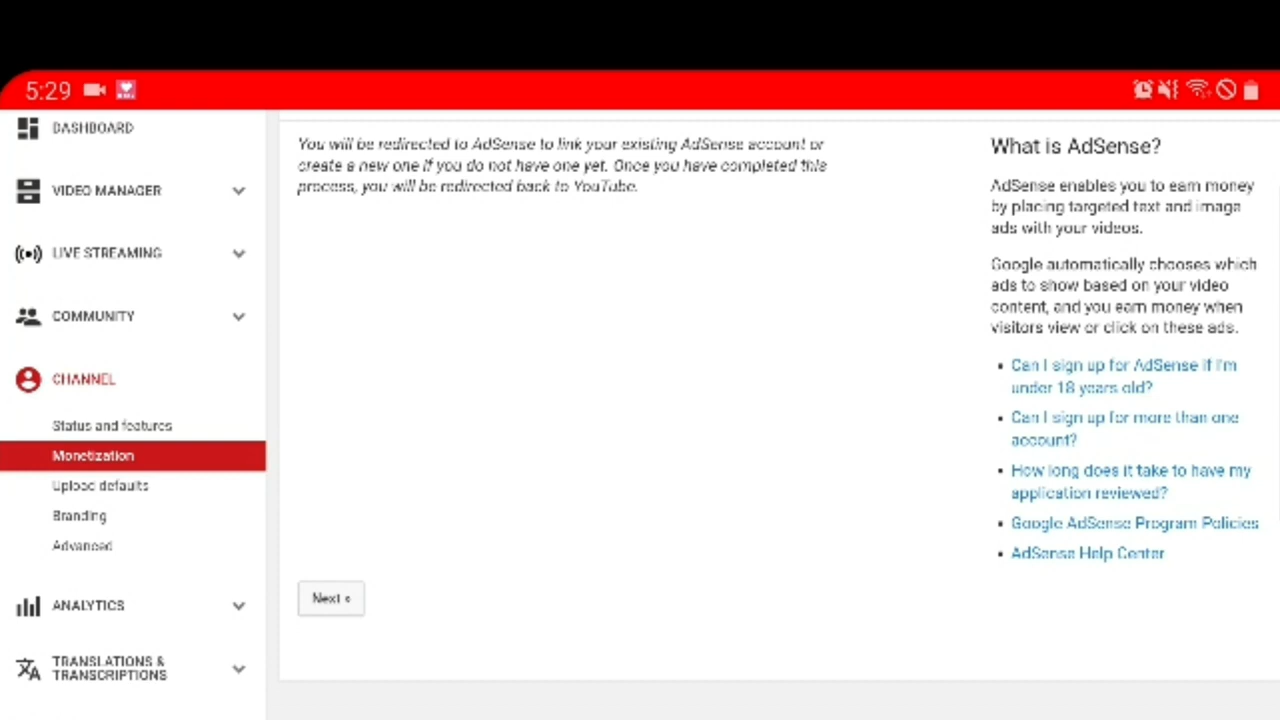 5:29
DASHBOARD
VIDEO MANAGER
LIVE STREAMING
COMMUNITY
CHANNEL
Status and features
Monetization
Upload defaults
Branding
Advanced
ANALYTICS
TRANSLATIONS &
TRANSCRIPTIONS
You will be redirected to AdSense to link your existing AdSense account or
create a new one if you do not have one yet. Once you have completed this
process, you will be redirected back to YouTube.
Next »
What is AdSense?
AdSense enables you to earn money
by placing targeted text and image
ads with your videos.
Google automatically chooses which
ads to show based on your video
content, and you earn money when
visitors view or click on these ads.
• Can I sign up for AdSense if I'm
under 18 years old?
• Can I sign up for more than one
account?
• How long does it take to have my
application reviewed?
• Google AdSense Program Policies
• AdSense Help Center